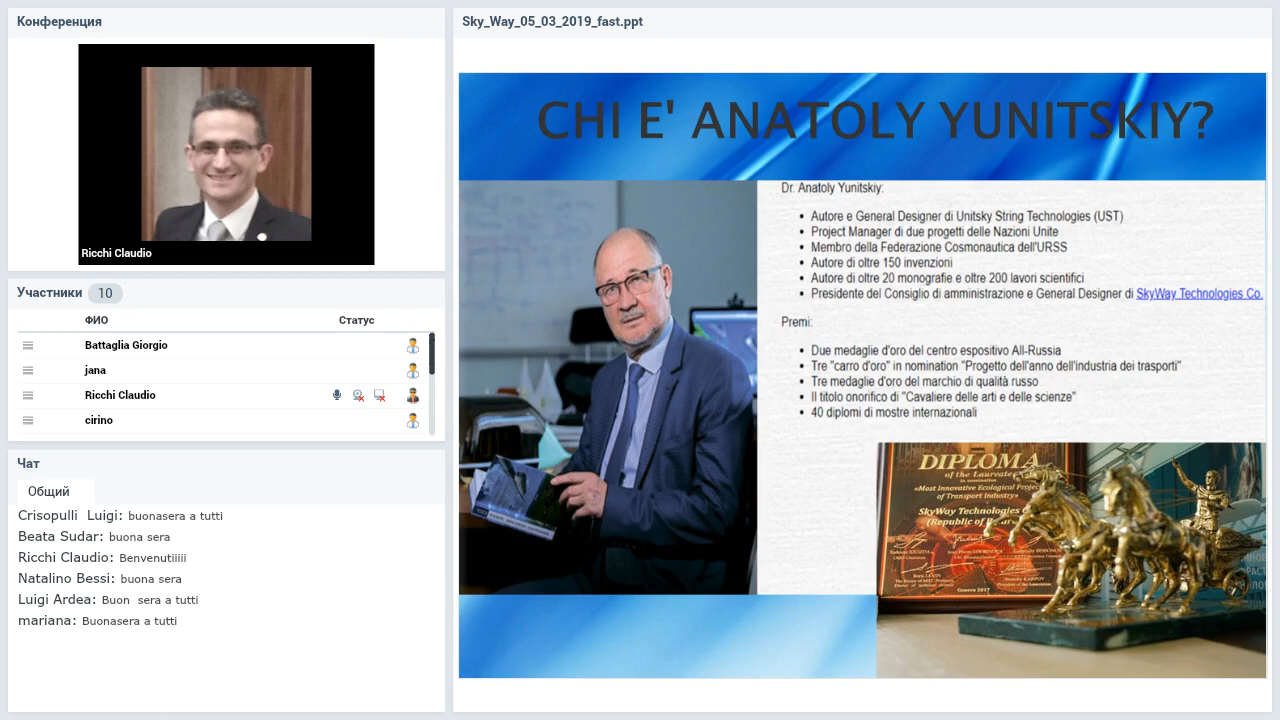 Конференция
Ricchi Claudio
Участники 10
ФИО Статус
Battaglia Giorgio
jana
Ricchi Claudio
cirino
Чат
Общий
Crisopulli Luigi: buonasera a tutti
Beata Sudar: buona sera
Ricchi Claudio: Benvenutiiiii
Natalino Bessi: buona sera
Luigi Ardea: Buon sera a tutti
mariana: Buonasera a tutti
Sky_Way_05_03_2019_fast.ppt
CHI E' ANATOLY YUNITSKIY?
Dr. Anatoly Yunitskiy:
• Autore e General Designer di Unitsky String Technologies (UST)
• Project Manager di due progetti delle Nazioni Unite
• Membro della Federazione Cosmonautica dell'URSS
• Autore di oltre 150 invenzioni
• Autore di oltre 20 monografie e oltre 200 lavori scientifici
• Presidente del Consiglio di amministrazione e General Designer di SkyWay Technologies Co.
Premi:
• Due medaglie d'oro del centro espositivo All-Russia
• Tre "carro d'oro" in nomination "Progetto dell'anno dell'industria dei trasporti"
• Tre medaglie d'oro del marchio di qualità russo
• Il titolo onorifico di "Cavaliere delle arti e delle scienze"
• 40 diplomi di mostre internazionali
DIPLOMA
of the Laureate
in nomination
«Most Innovative Ecological Project
of Transport Industry»
SkyWay Technologies
(Republic of
Geneva 2017